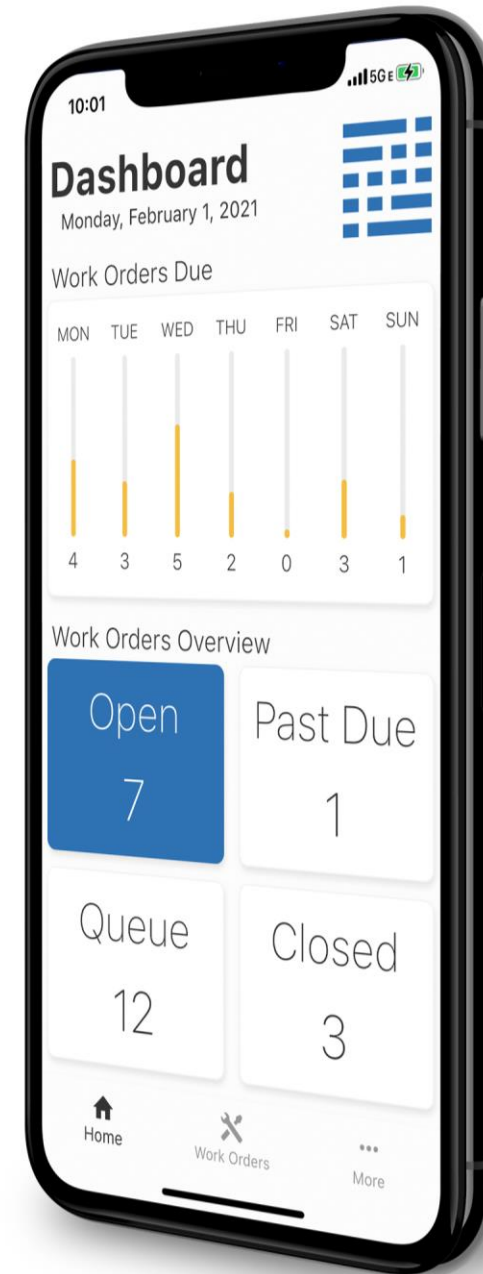 10:01 5GE
Dashboard
Monday, February 1, 2021
Work Orders Due
MON TUE WED THU FRI SAT SUN
4 3 5 2 0 3 1
Work Orders Overview
Open Past Due
7 1
Queue Closed
12 3
Home Work Orders More